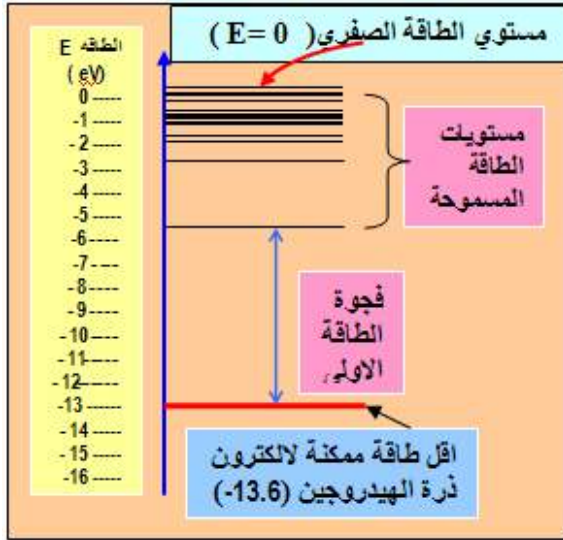 مستوي الطاقة الصفري( E= 0 )
الطاقه E
( eV)
0 -----
-1 -----
-2 -----
-3 -----
-4 -----
-5 -----
-6 -----
-7-----
-8 -----
-9 -----
-10 -----
-11-----
-12-----
-13 ------
-14 -----
-15 -----
-16 -----
مستويات
الطاقة
المسموحة
فجوة
الطاقة
الاولى
اقل طاقة ممكنة لالكترون
ذرة الهيدروجين (13.6-)